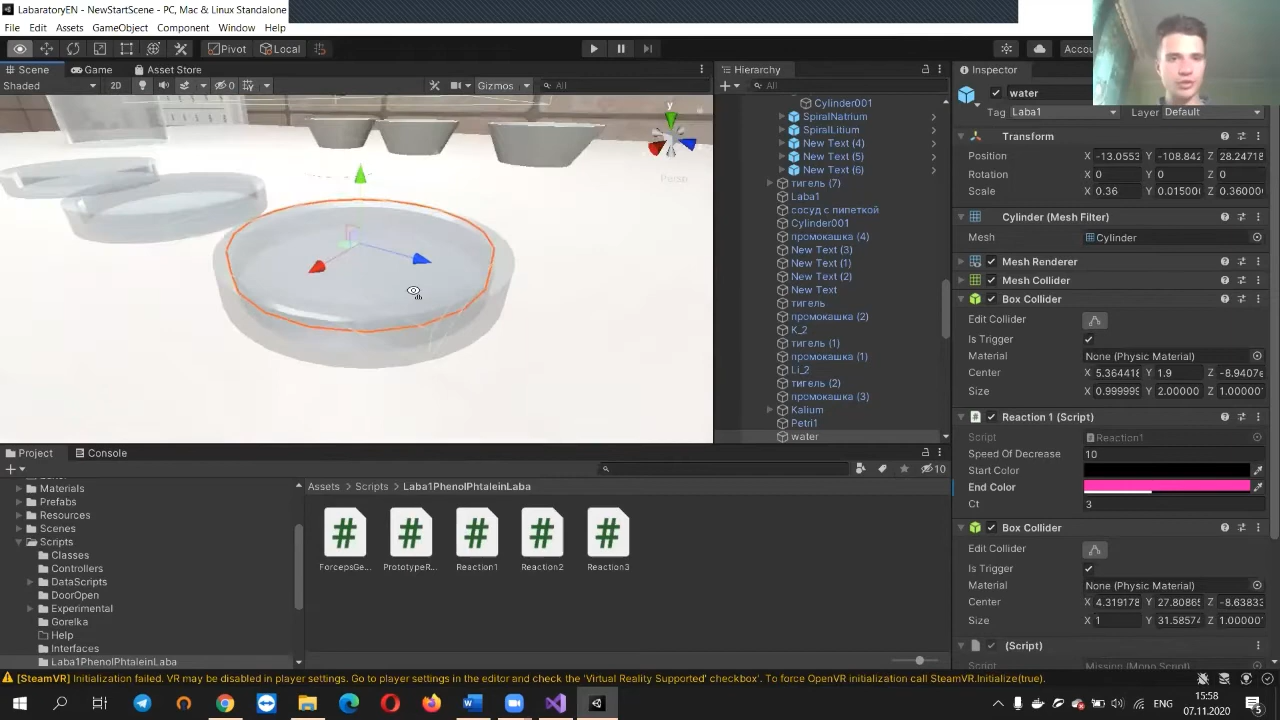 LabaratoryEN - NewStartScene - PC, Mac & Linux Standalone
File Edit Assets GameObject Component Window Help
Pivot Local Accou
Scene Game Asset Store
Shaded 2D 0 Gizmos All
y
Persp
Hierarchy
All
Cylinder001
SpiralNatrium
SpiralLitium
New Text (4)
New Text (5)
New Text (6)
тигель (7)
Laba1
сосуд с пипеткой
Cylinder001
промокашка (4)
New Text (3)
New Text (1)
New Text (2)
New Text
тигель
промокашка (2)
K_2
тигель (1)
промокашка (1)
Li_2
тигель (2)
промокашка (3)
Kalium
Petri1
water
Inspector
water
Tag Laba1 Layer Default
Transform
Position X -13.0553 Y -108.842 Z 28.24718
Rotation X 0 Y 0 Z 0
Scale X 0.36 Y 0.01500( Z 0.36000(
Cylinder (Mesh Filter)
Mesh Cylinder
Mesh Renderer
Mesh Collider
Box Collider
Edit Collider
Is Trigger
Material None (Physic Material)
Center X 5.364418 Y 1.9 Z -8.9407e
Size X 0.999999 Y 2.00000 Z 1.00000
Reaction 1 (Script)
Script Reaction1
Speed Of Decrease 10
Start Color
End Color
Ct 3
Box Collider
Edit Collider
Is Trigger
Material None (Physic Material)
Center X 4.319178 Y 27.80865 Z -8.63833
Size X 1 Y 31.58574 Z 1.00000
(Script)
Script Missing (Mono Script)
Project Console
10
Materials
Prefabs
Resources
Scenes
Scripts
Classes
Controllers
DataScripts
DoorOpen
Experimental
Gorelka
Help
Interfaces
Laba1PhenolPhtaleinLaba
Assets > Scripts > Laba1PhenolPhtaleinLaba
ForcepsGe... PrototypeR... Reaction1 Reaction2 Reaction3
[SteamVR] Initialization failed. VR may be disabled in player settings. Go to player settings in the editor and check the 'Virtual Reality Supported' checkbox'. To force OpenVR initialization call SteamVR.Initialize(true).
ENG 15:58
07.11.2020
5